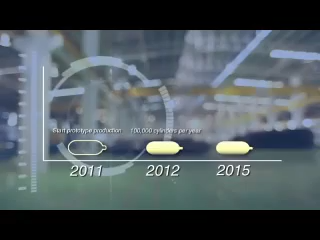 Start prototype production 100.000 cylinders per year
2011 2012 2015